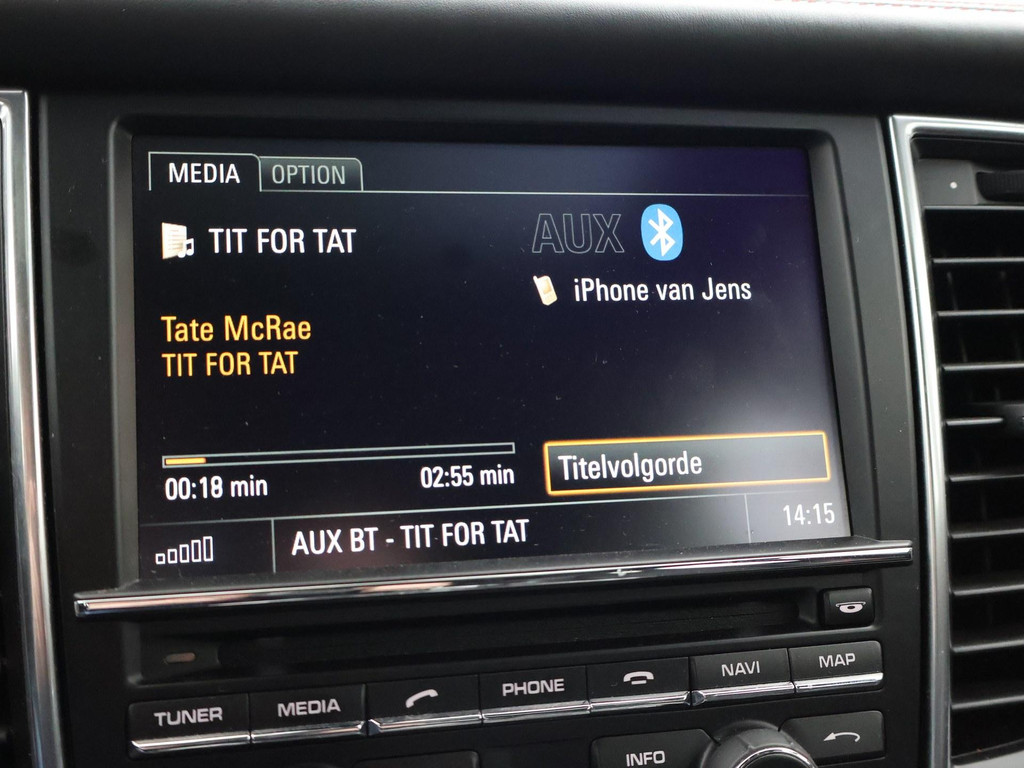 MEDIA OPTION
TIT FOR TAT
AUX
iPhone van Jens
Tate McRae
TIT FOR TAT
00:18 min
02:55 min
Titelvolgorde
AUX BT - TIT FOR TAT
14:15
TUNER
MEDIA
PHONE
NAVI
MAP
INFO